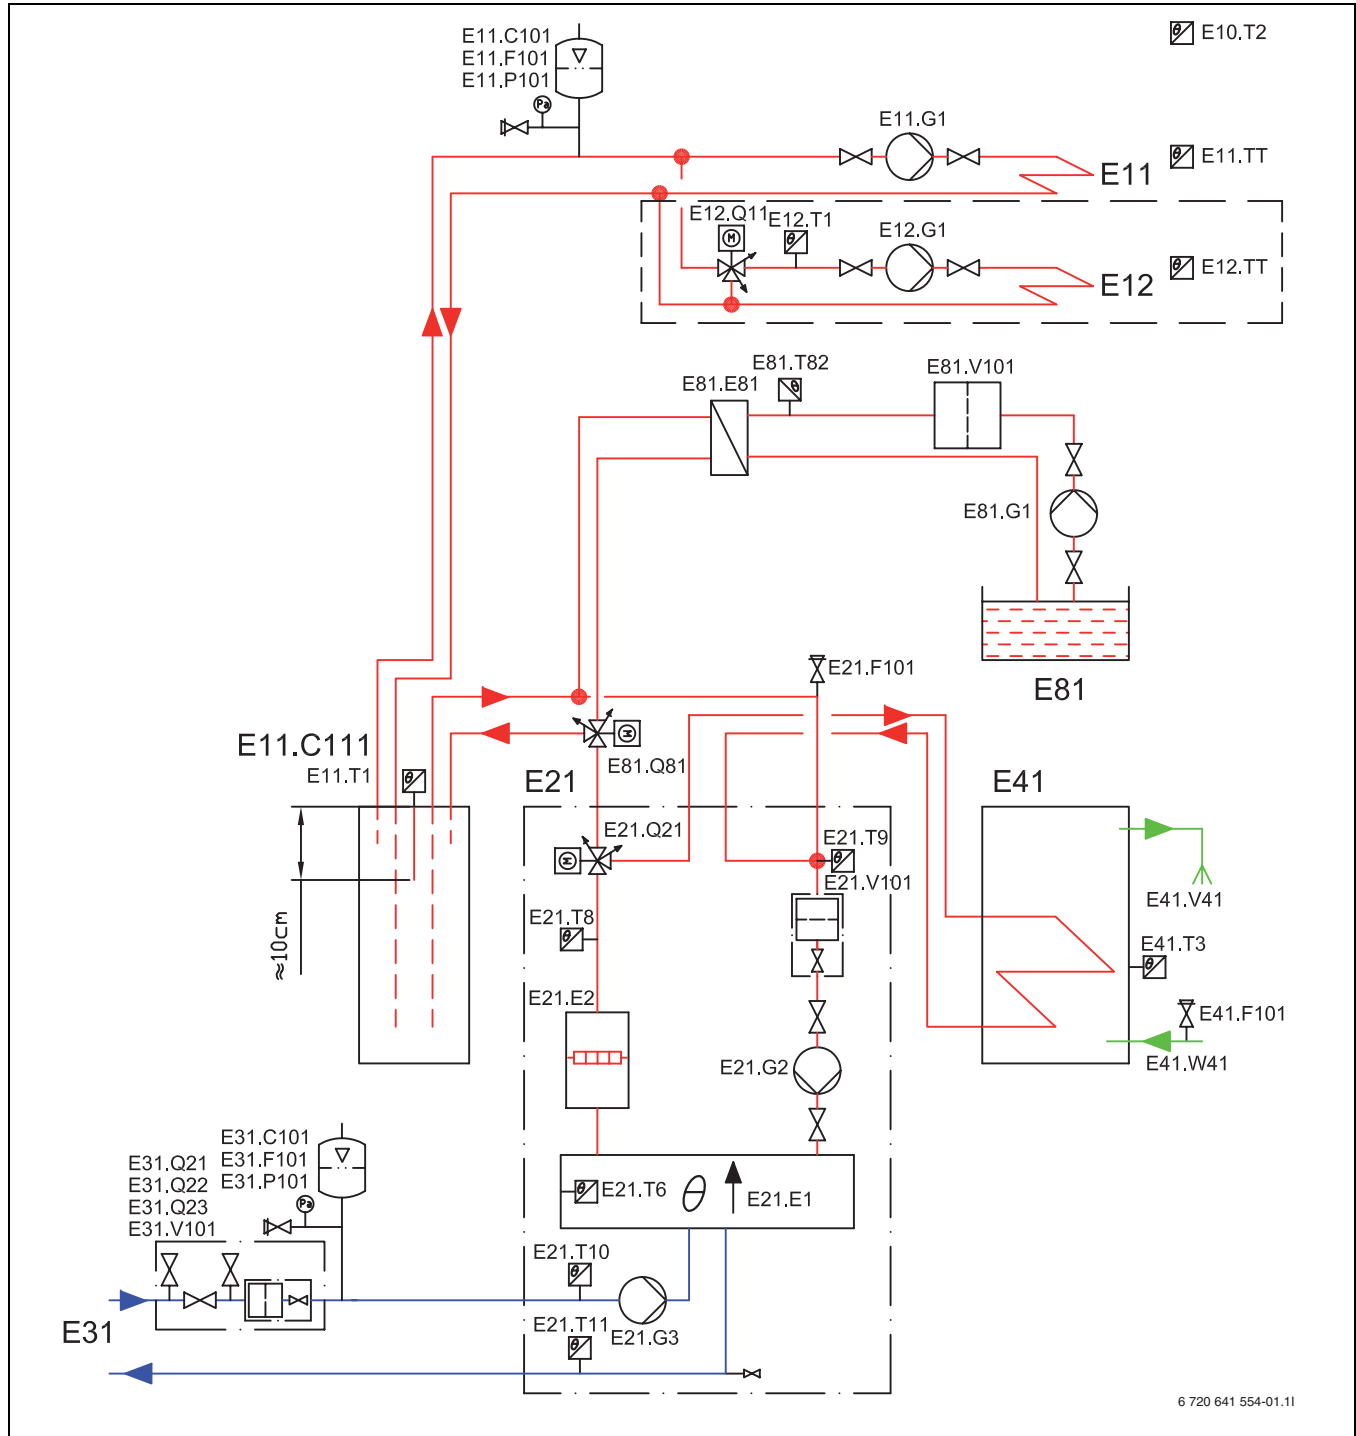 E11.C101
E11.F101
E11.P101
Pa
E10.T2
θ
E11.G1
E11
θ
E11.TT
E12.Q11
M
E12.T1
θ
E12.G1
E12
θ
E12.TT
E81.T82
θ
E81.E81
E81.V101
E81.G1
E81
E21.F101
E11.C111
E11.T1
θ
M
E81.Q81
E21
E41
E21.Q21
M
E21.T9
θ
E21.V101
E41.V41
≈10cm
E21.T8
θ
E41.T3
θ
E21.E2
E41.F101
E21.G2
E41.W41
E31.C101
E31.F101
E31.P101
Pa
E31.Q21
E31.Q22
E31.Q23
E31.V101
θ
E21.T6
E21.E1
E21.T10
θ
E31
E21.T11
θ
E21.G3
6 720 641 554-01.1I